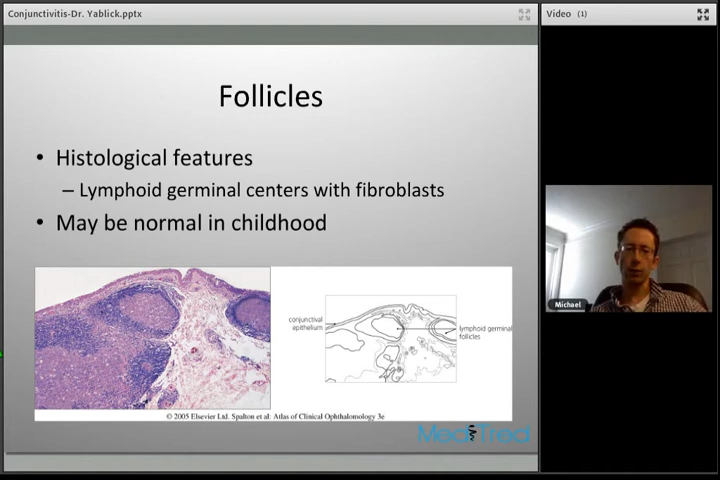 Conjunctivitis-Dr. Yablick.pptx
Video (1)
Follicles
• Histological features
– Lymphoid germinal centers with fibroblasts
• May be normal in childhood
conjunctival
epithelium
lymphoid germinal
follicles
© 2005 Elsevier Ltd. Spalton et al: Atlas of Clinical Ophthalmology 3e
MediTred
Michael